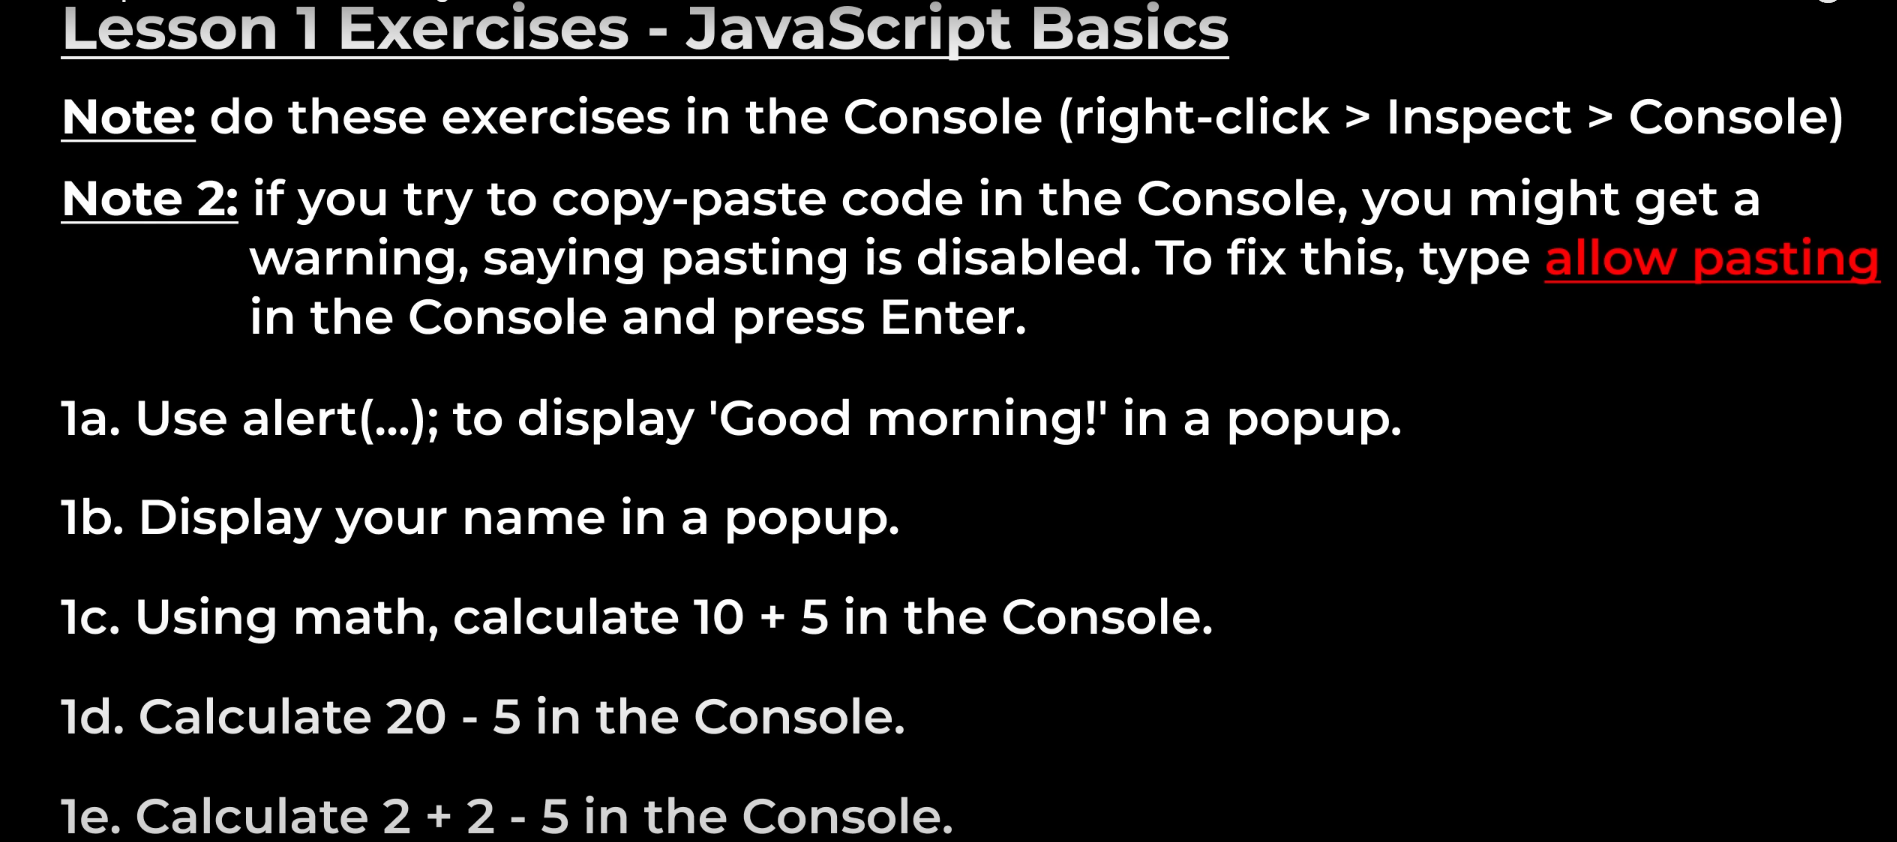 Lesson 1 Exercises - JavaScript Basics
Note: do these exercises in the Console (right-click > Inspect > Console)
Note 2: if you try to copy-paste code in the Console, you might get a
warning, saying pasting is disabled. To fix this, type allow pasting
in the Console and press Enter.
1a. Use alert(...); to display 'Good morning!' in a popup.
1b. Display your name in a popup.
1c. Using math, calculate 10 + 5 in the Console.
1d. Calculate 20 - 5 in the Console.
1e. Calculate 2 + 2 - 5 in the Console.